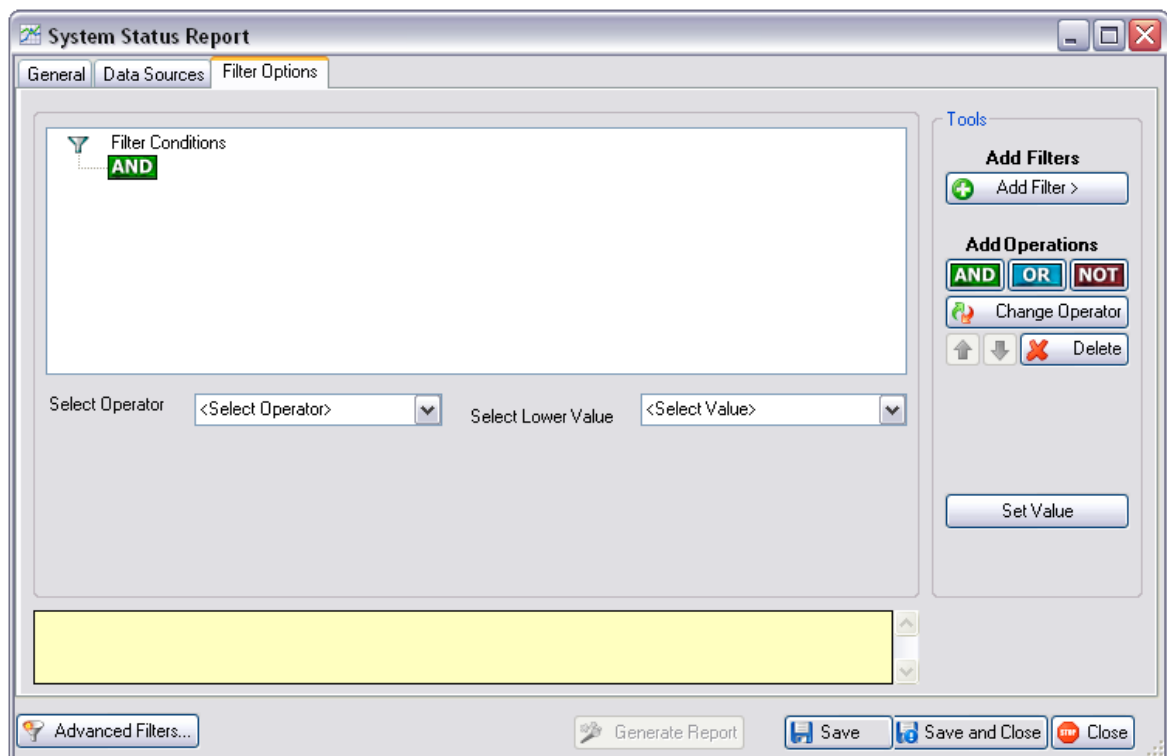 System Status Report
General Data Sources Filter Options
Filter Conditions
AND
Select Operator <Select Operator> Select Lower Value <Select Value>
Tools
Add Filters
Add Filter >
Add Operations
AND OR NOT
Change Operator
Delete
Set Value
Advanced Filters... Generate Report Save Save and Close STOP Close